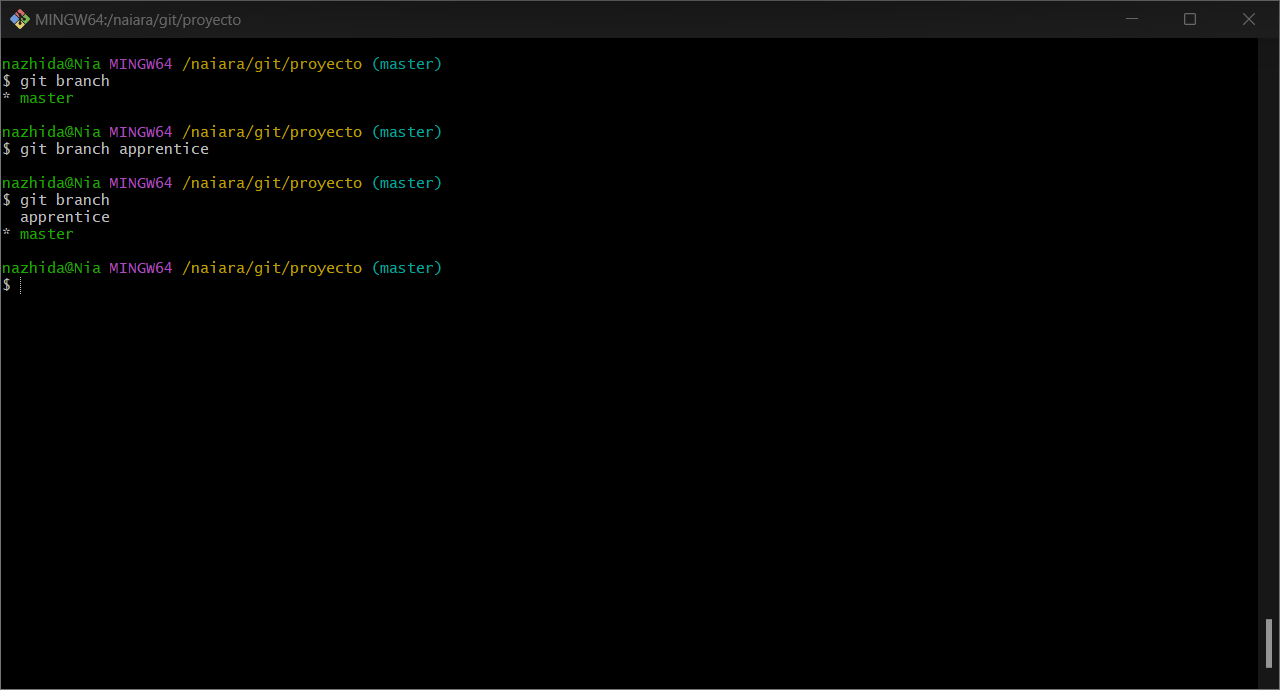 MINGW64:/naiara/git/proyecto
nazhida@Nia MINGW64 /naiara/git/proyecto (master)
$ git branch
* master
nazhida@Nia MINGW64 /naiara/git/proyecto (master)
$ git branch apprentice
nazhida@Nia MINGW64 /naiara/git/proyecto (master)
$ git branch
apprentice
* master
nazhida@Nia MINGW64 /naiara/git/proyecto (master)
$